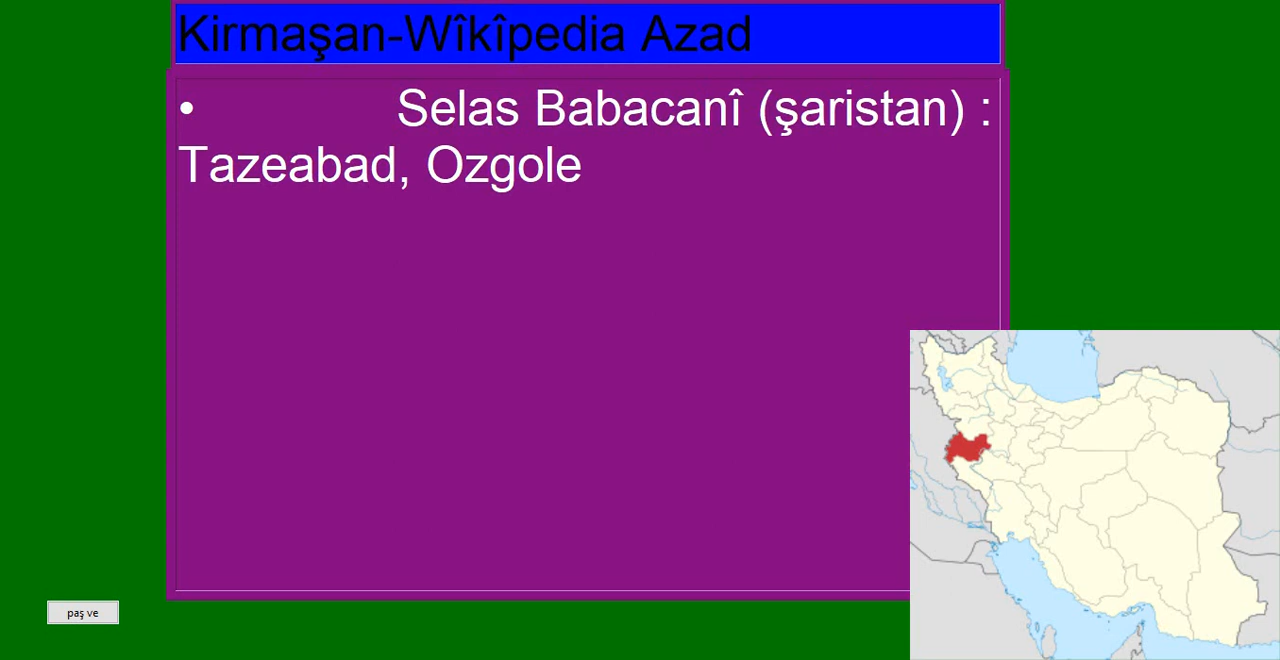 Kirmaşan-Wîkîpedia Azad
• Selas Babacanî (şaristan) :
Tazeabad, Ozgole
paş ve